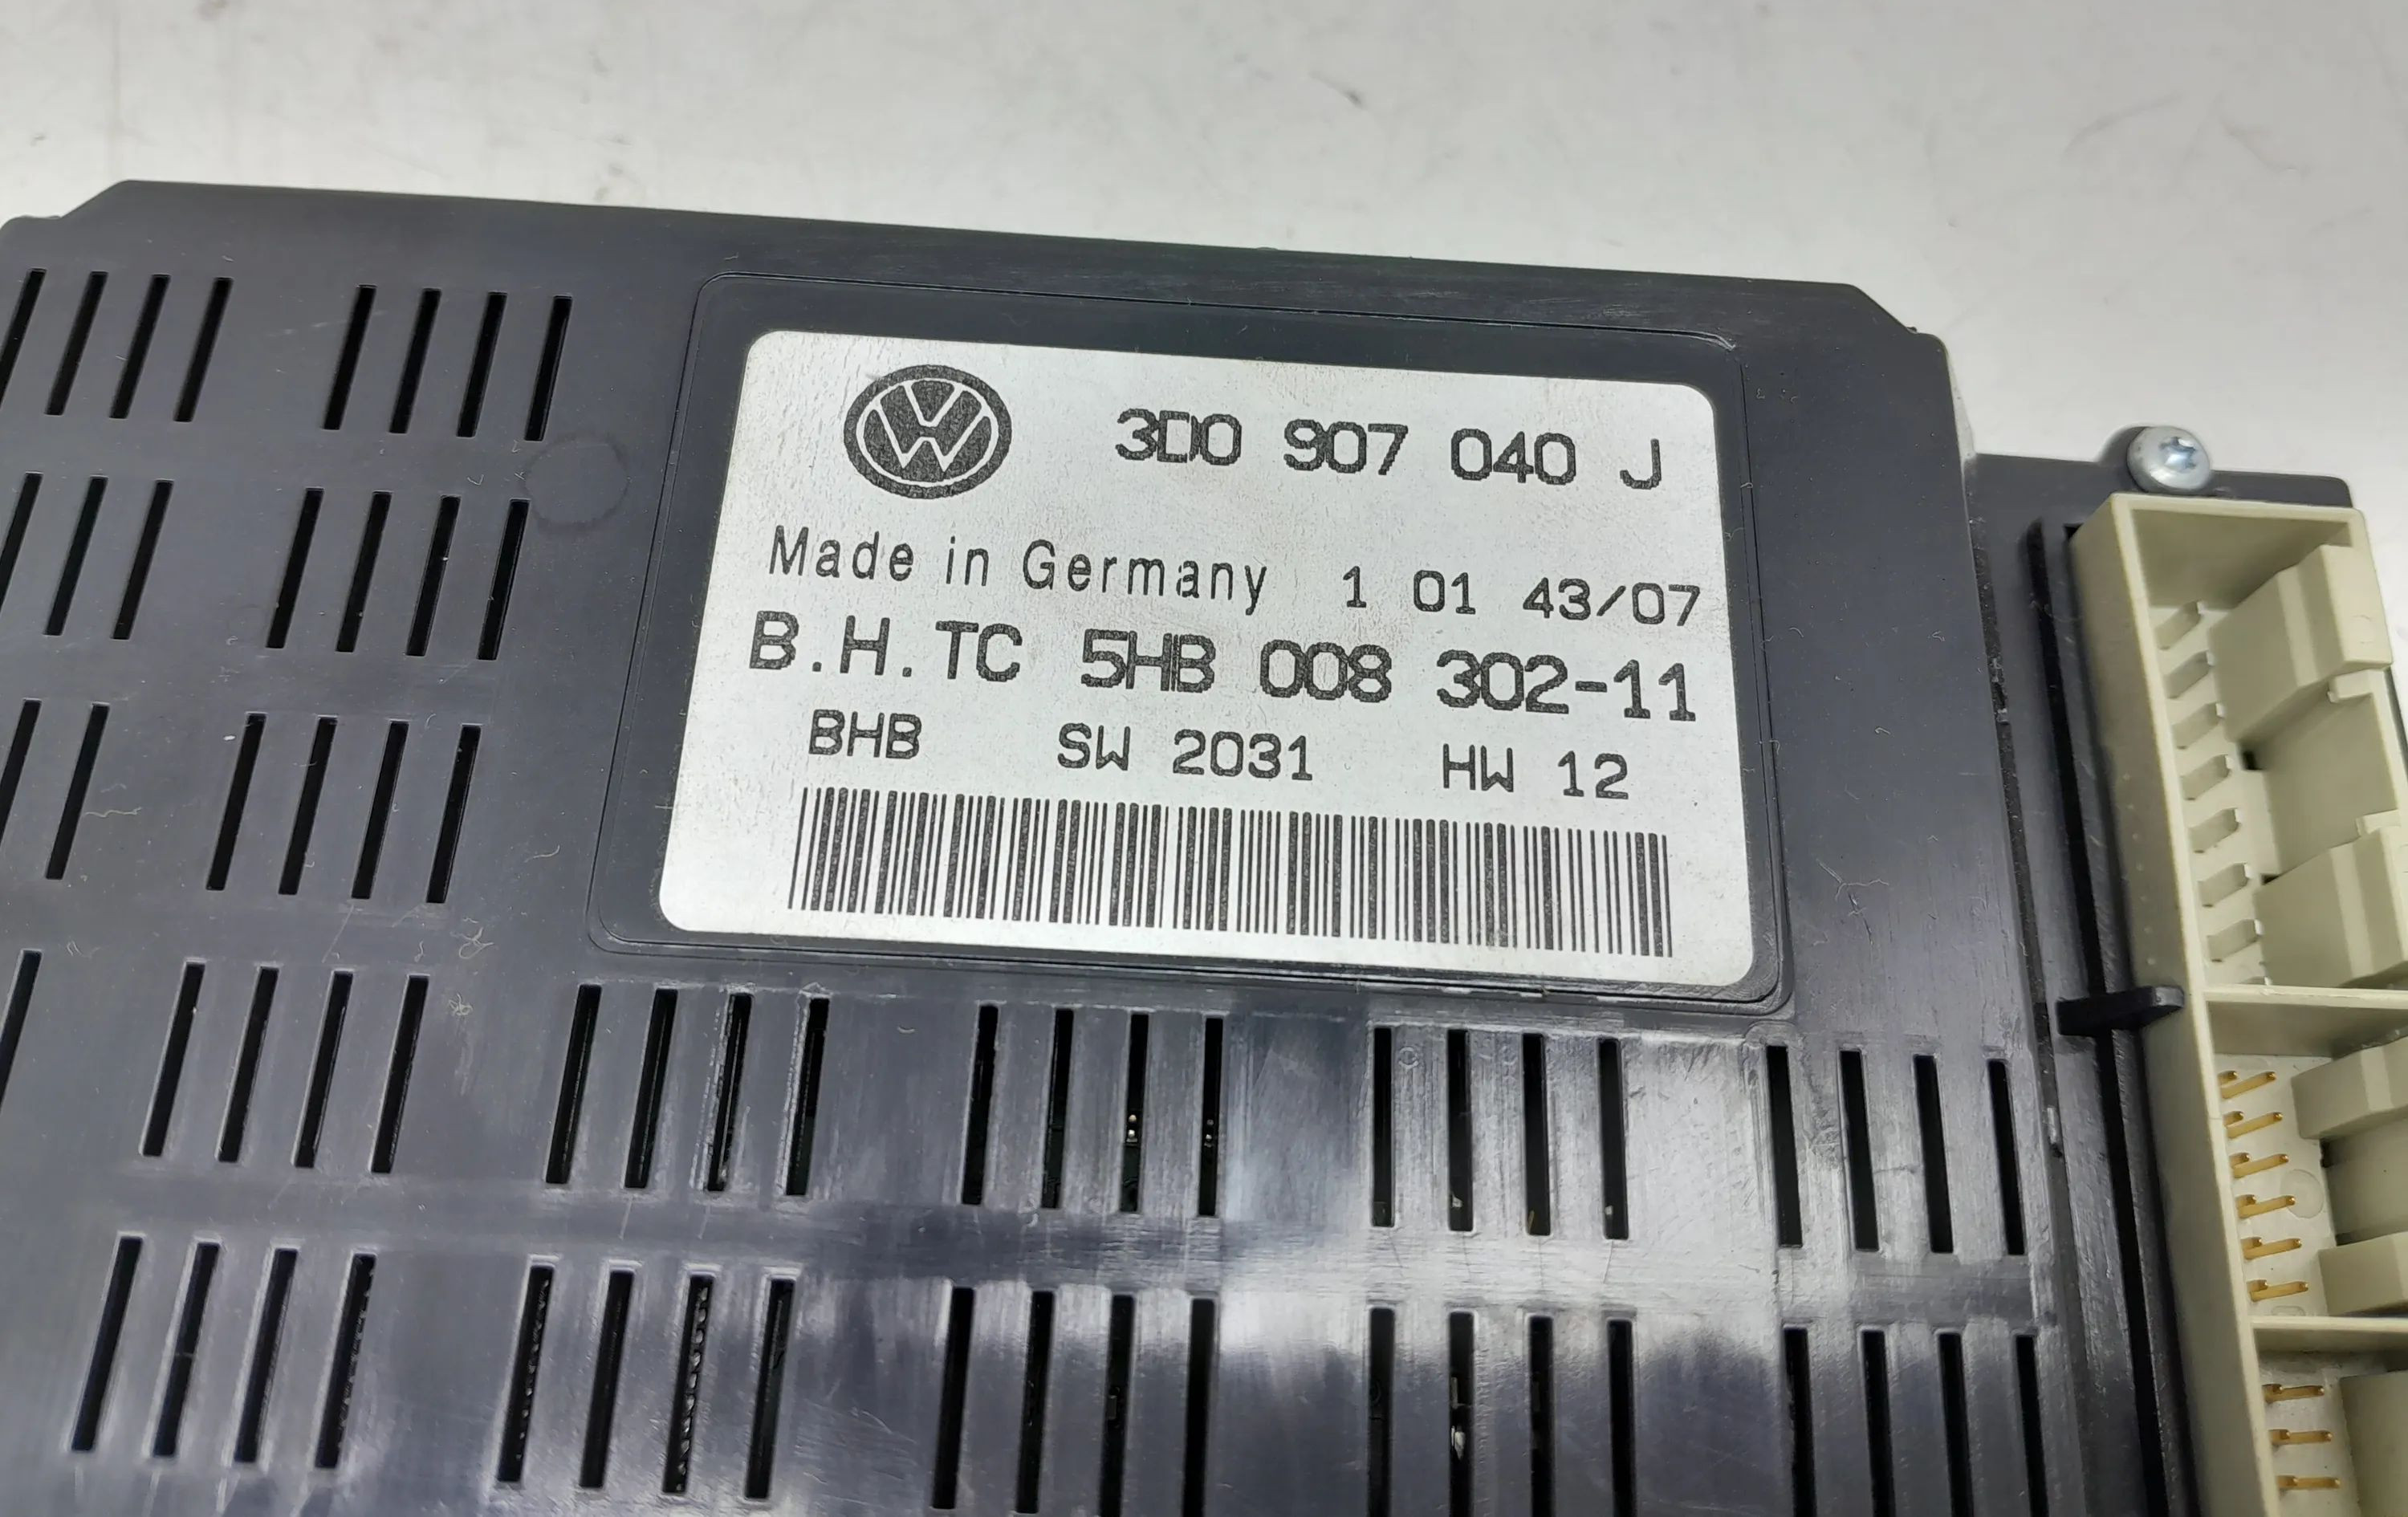 3D0 907 040 J
Made in Germany 1 01 43/07
B.H.TC 5HB 008 302-11
BHB SW 2031 HW 12